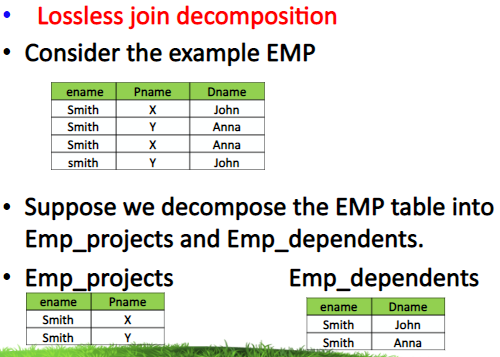 • Lossless join decomposition
• Consider the example EMP
ename Pname Dname
Smith X John
Smith Y Anna
Smith X Anna
smith Y John
• Suppose we decompose the EMP table into
Emp_projects and Emp_dependents.
• Emp_projects Emp_dependents
ename Pname
Smith X
Smith Y
ename Dname
Smith John
Smith Anna